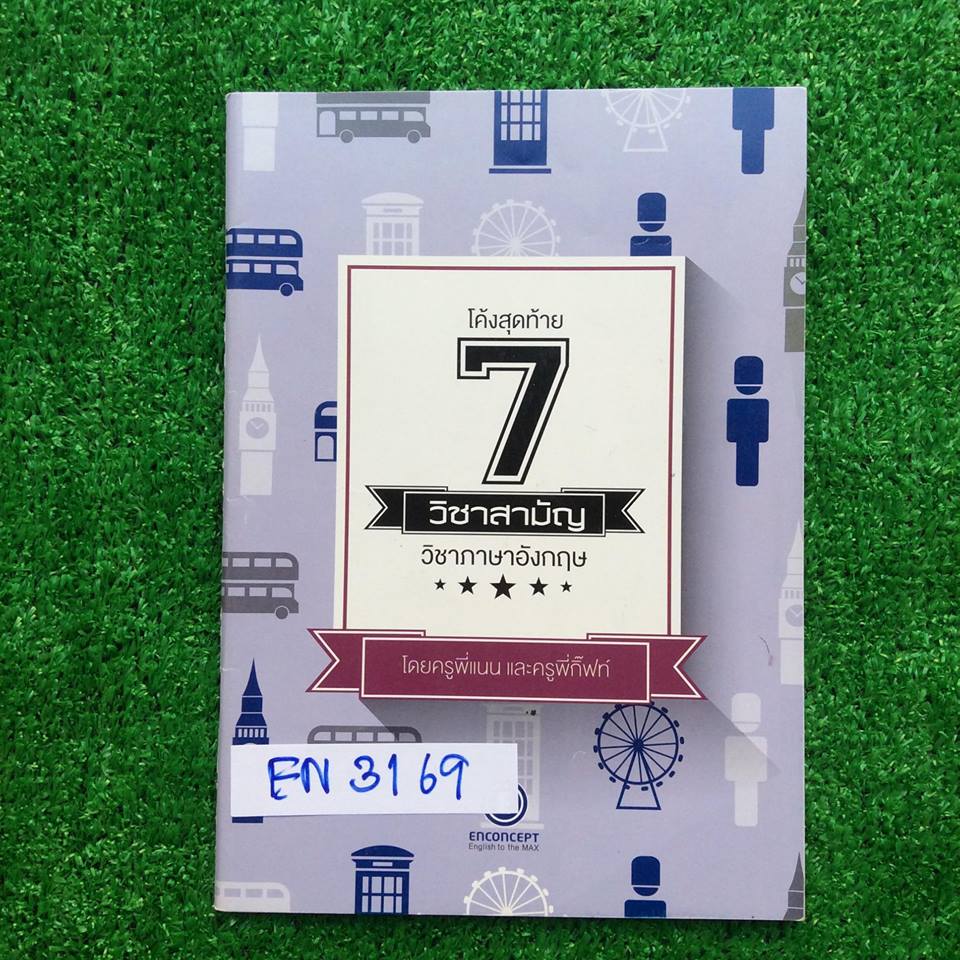 โค้งสุดท้าย
7
วิชาสามัญ
วิชาภาษาอังกฤษ
โดยครูพี่แนน และครูพี่กิ๊ฟท์
EN 3169
ENCONCEPT
English to the MAX